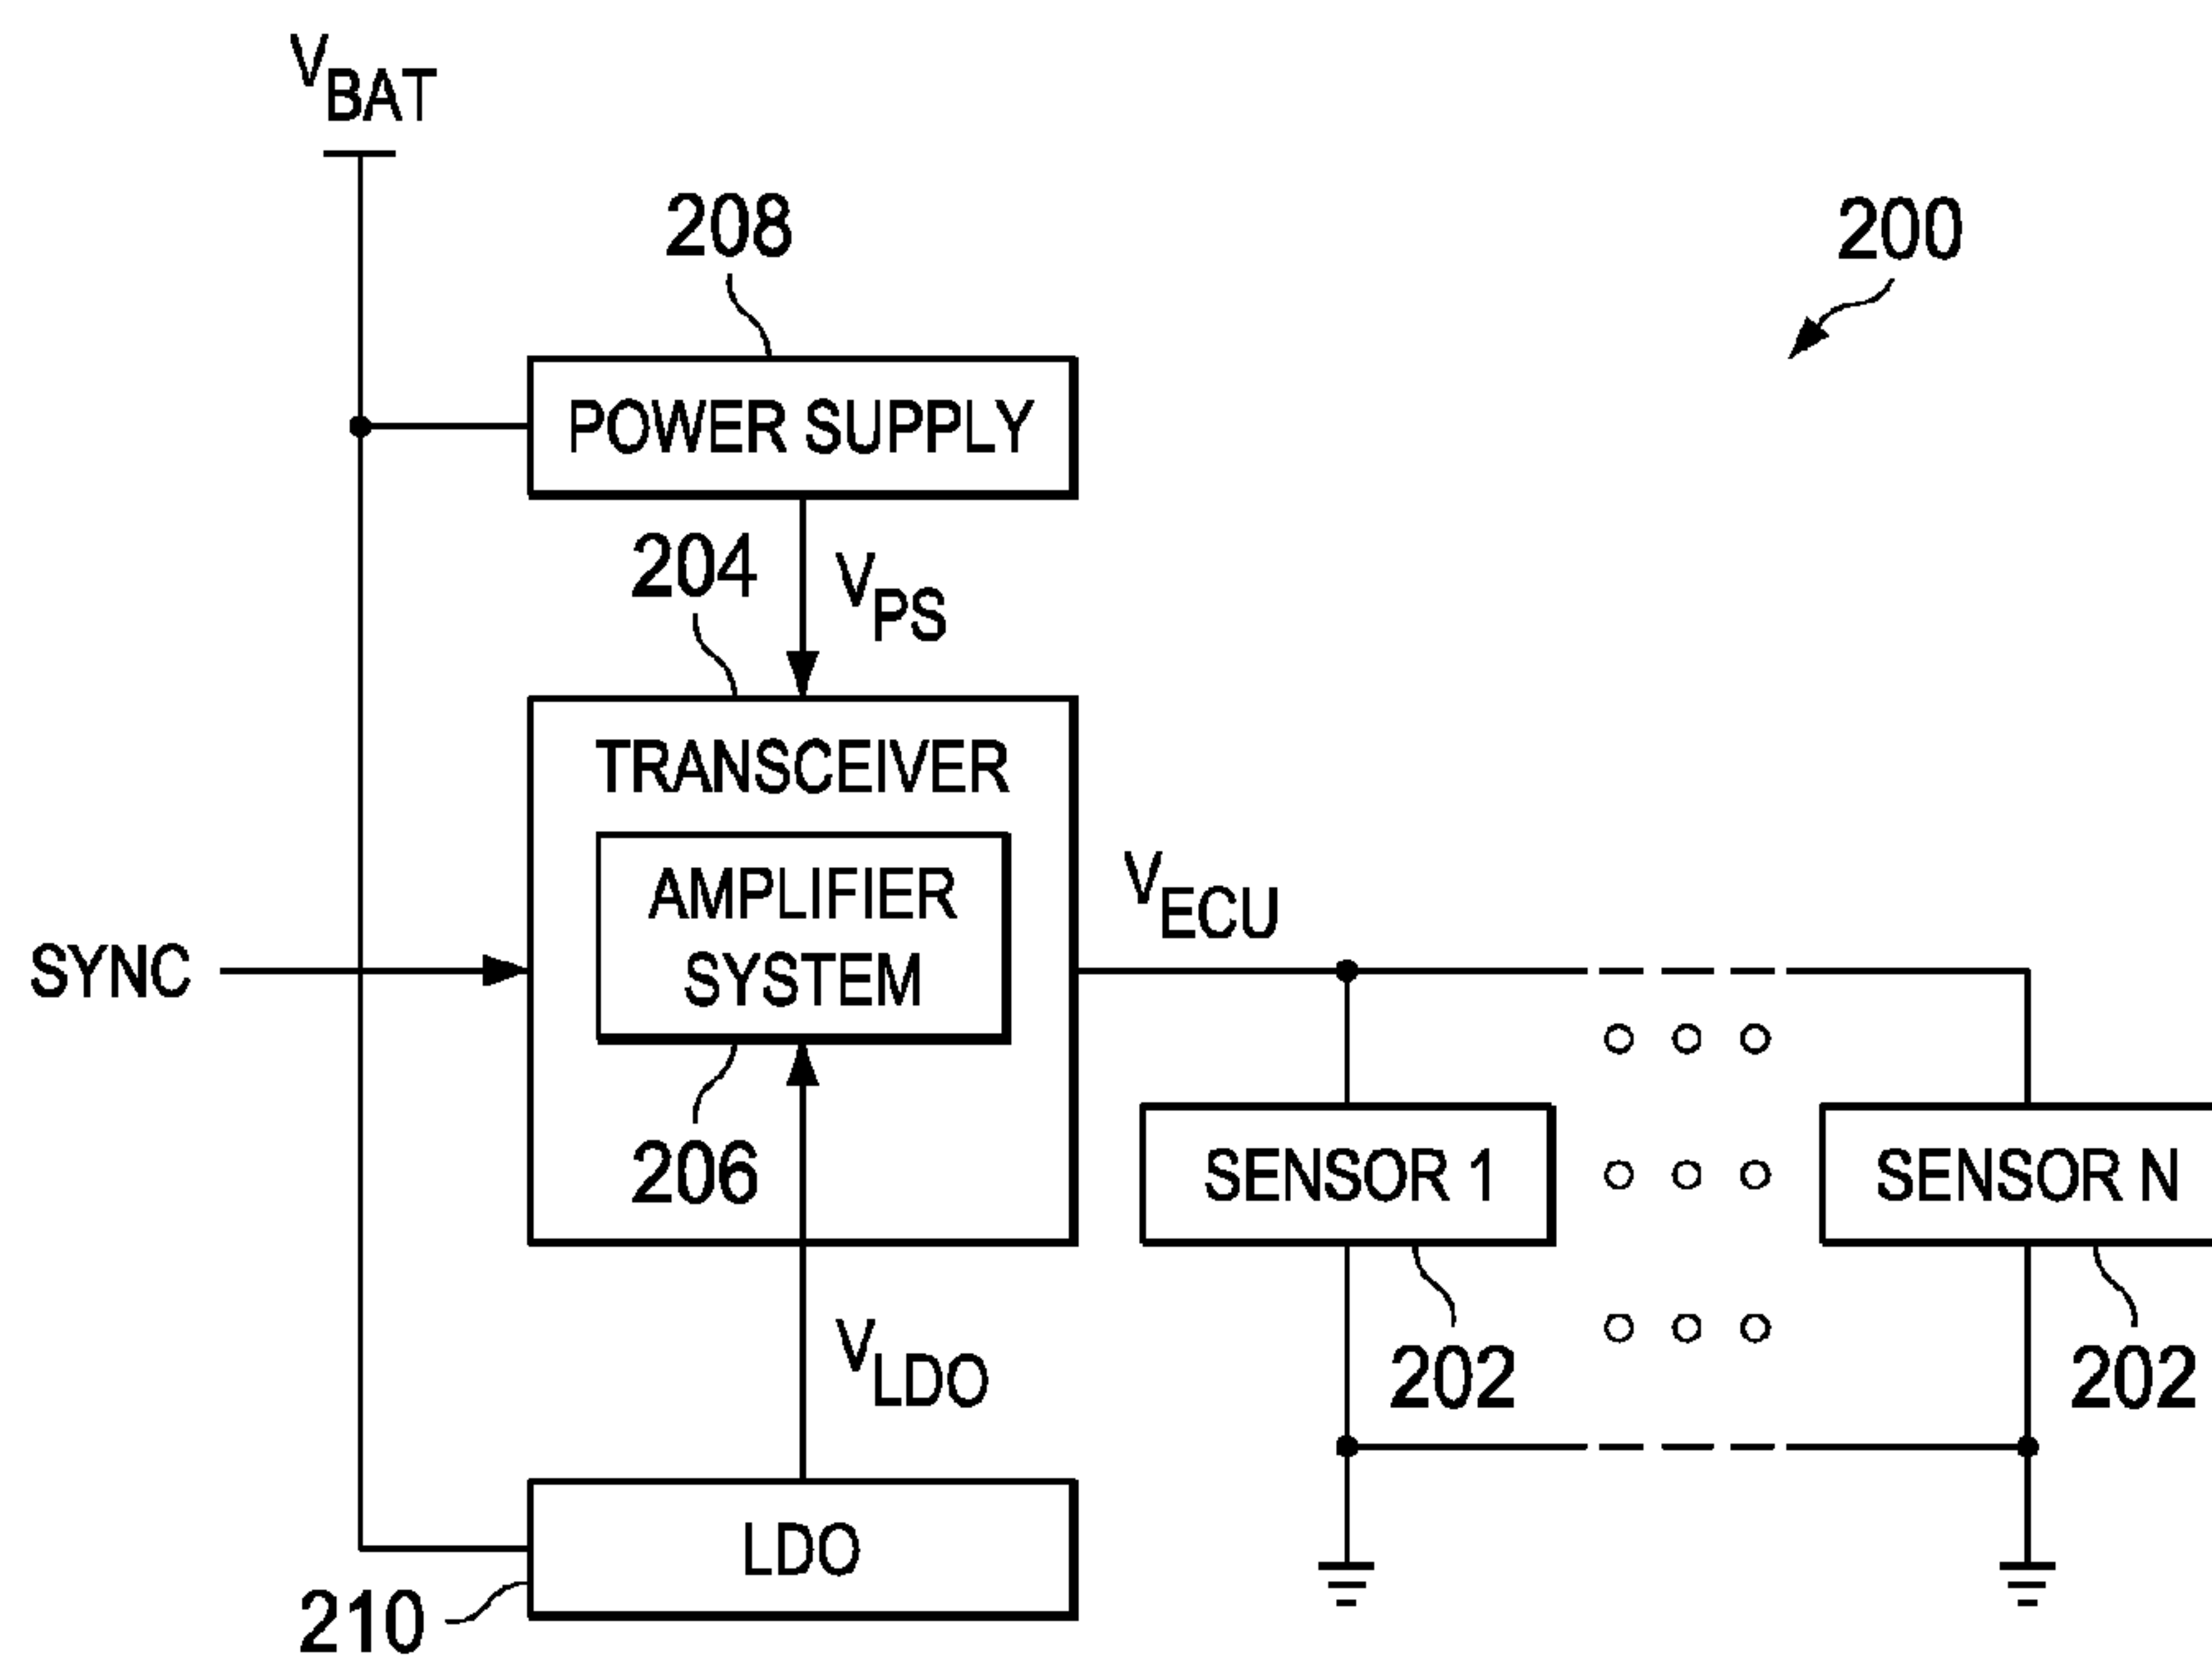 VBAT
208
200
POWER SUPPLY
204
VPS
TRANSCEIVER
AMPLIFIER
SYSTEM
VECU
SYNC
206
SENSOR 1
SENSOR N
VLDO
202
202
LDO
210